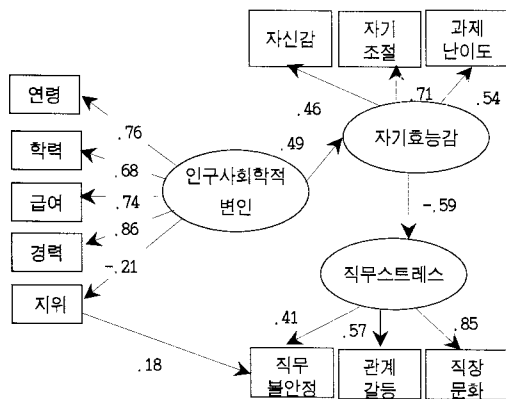 자신감
자기
조절
과제
난이도
.46
.71
.54
자기효능감
연령
학력
급여
경력
지위
.76
.68
.74
.86
-.21
인구사회학적
변인
.49
-.59
직무스트레스
.41
.57
.85
.18
직무
불안정
관계
갈등
직장
문화